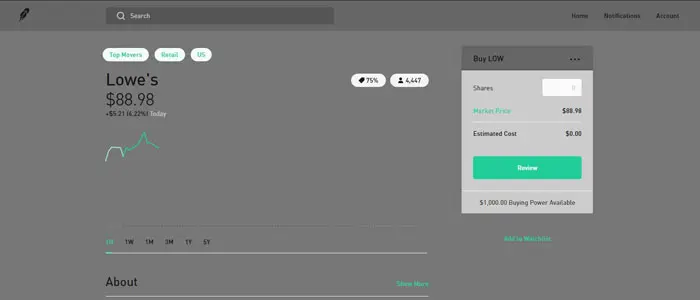 Search
Home
Notifications
Account
Top Movers
Retail
US
Lowe's
75%
4,447
$88.98
+$5.21 (6.22%) Today
1D
1W
1M
3M
1Y
5Y
About
Show More
Buy LOW
Shares
0
Market Price
$88.98
Estimated Cost
$0.00
Review
$1,000.00 Buying Power Available
Add to Watchlist